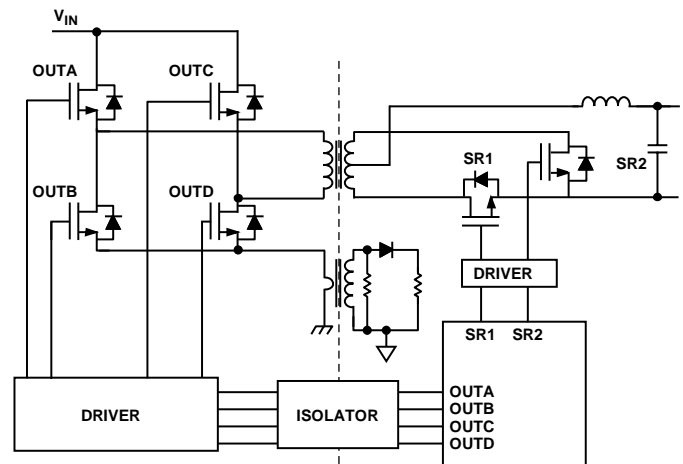 VIN
OUTA
OUTC
OUTB
OUTD
SR1
SR2
DRIVER
SR1 SR2
DRIVER
ISOLATOR
OUTA
OUTB
OUTC
OUTD